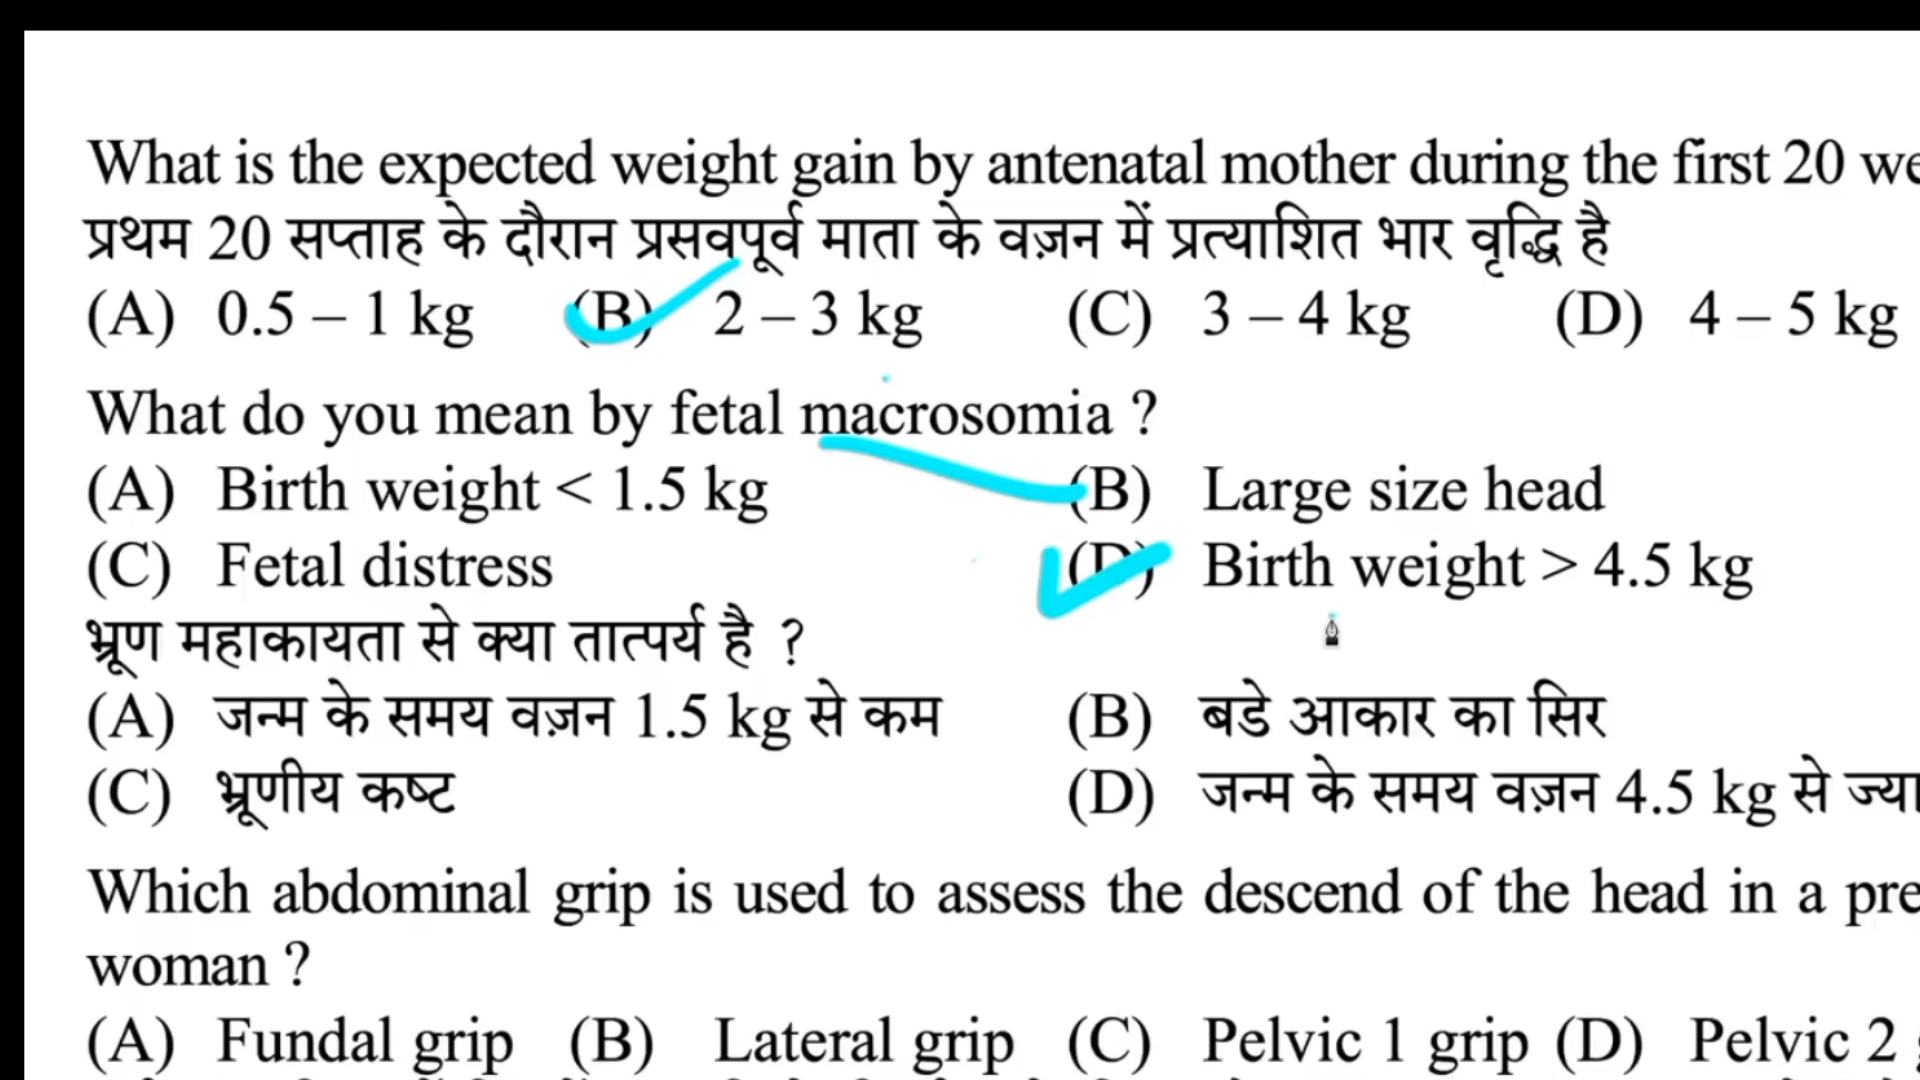 What is the expected weight gain by antenatal mother during the first 20
प्रथम 20 सप्ताह के दौरान प्रसवपूर्व माता के वज़न में प्रत्याशित भार वृद्धि है
(A) 0.5 – 1 kg (B) 2 – 3 kg (C) 3 – 4 kg (D) 4 – 5 kg
What do you mean by fetal macrosomia ?
(A) Birth weight < 1.5 kg (B) Large size head
(C) Fetal distress (D) Birth weight > 4.5 kg
भ्रूण महाकायता से क्या तात्पर्य है ?
(A) जन्म के समय वज़न 1.5 kg से कम (B) बडे आकार का सिर
(C) भ्रूणीय कष्ट (D) जन्म के समय वज़न 4.5 kg से
Which abdominal grip is used to assess the descend of the head in a
woman ?
(A) Fundal grip (B) Lateral grip (C) Pelvic 1 grip (D) Pelvic 2